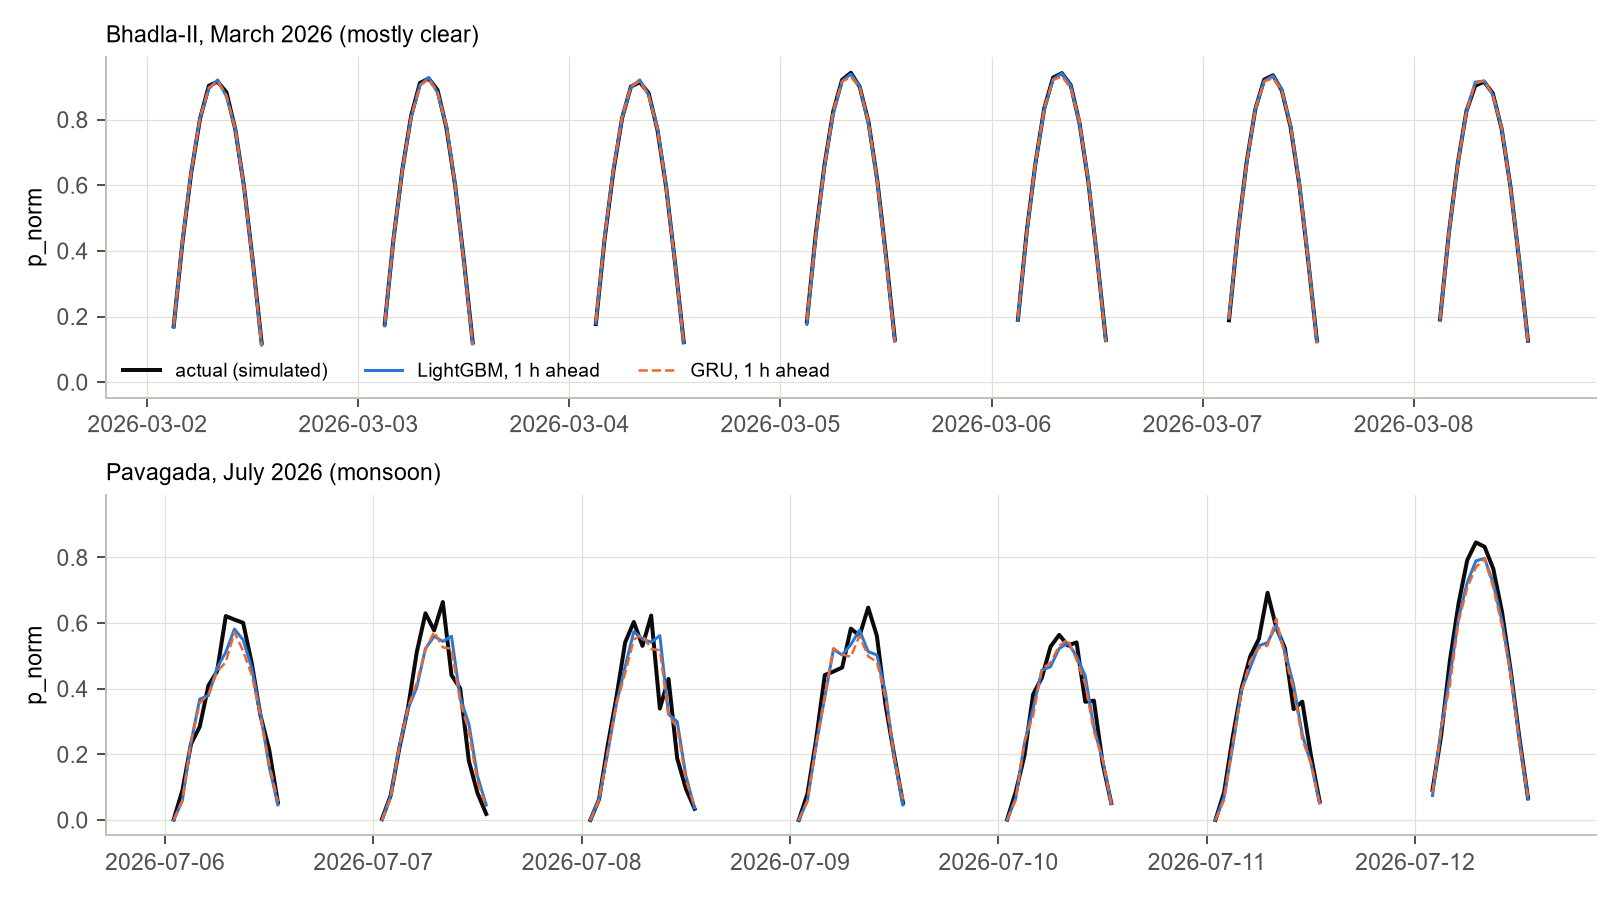 Bhadla-II, March 2026 (mostly clear)
p_norm
0.8
0.6
0.4
0.2
0.0
actual (simulated) LightGBM, 1 h ahead GRU, 1 h ahead
2026-03-02 2026-03-03 2026-03-04 2026-03-05 2026-03-06 2026-03-07 2026-03-08
Pavagada, July 2026 (monsoon)
p_norm
0.8
0.6
0.4
0.2
0.0
2026-07-06 2026-07-07 2026-07-08 2026-07-09 2026-07-10 2026-07-11 2026-07-12